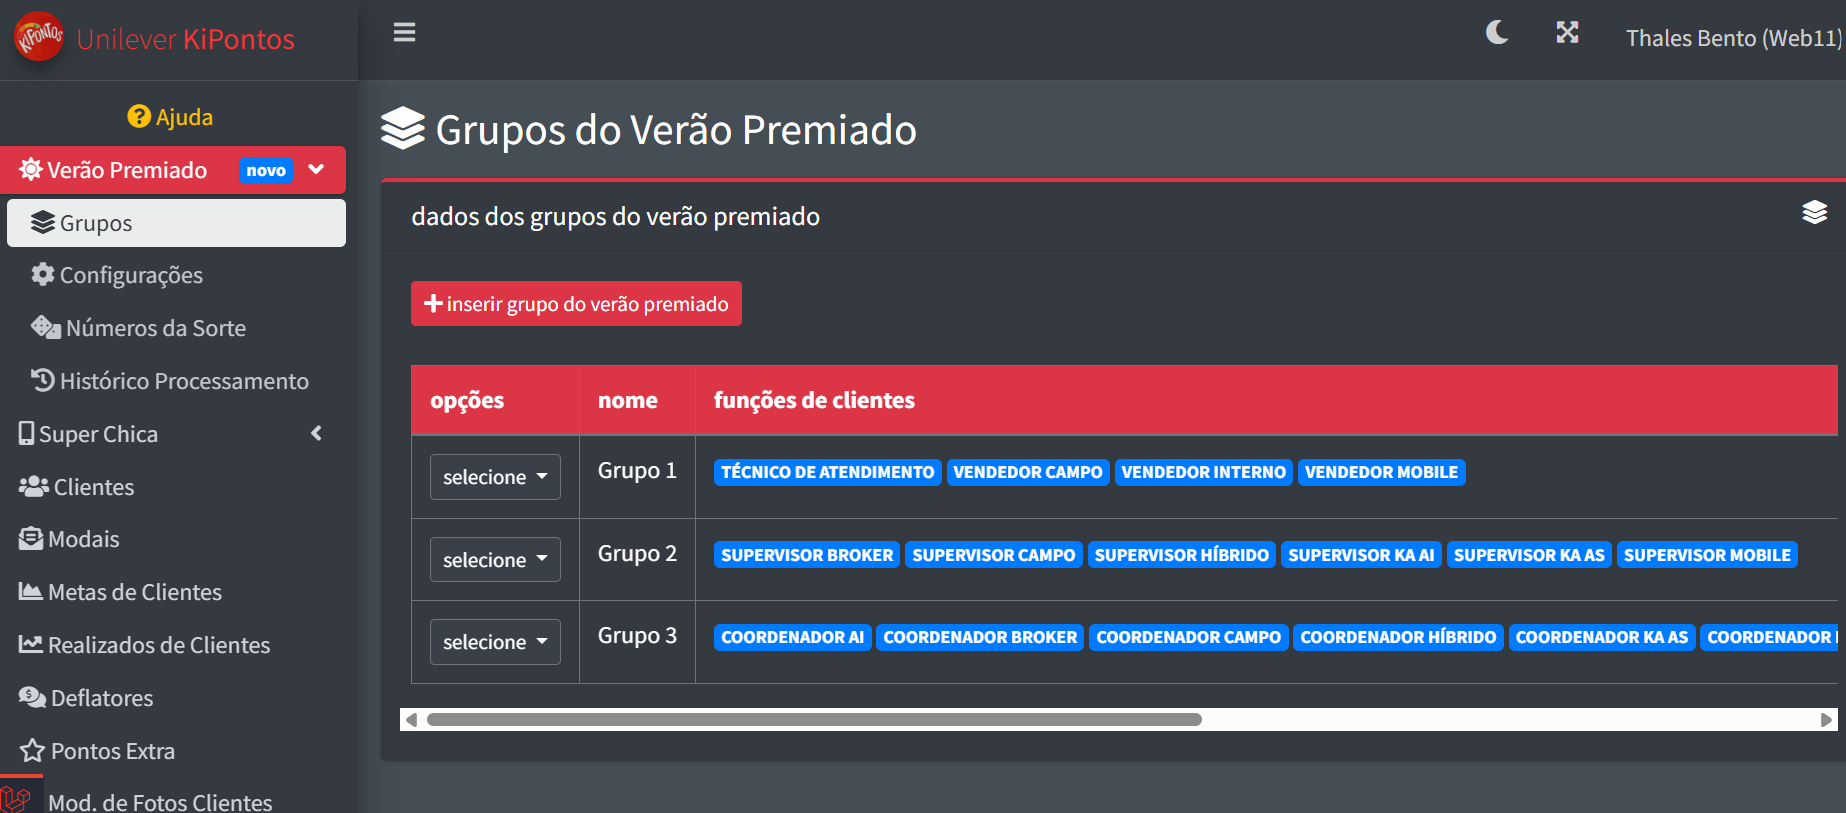 KiPONTOS
Unilever KiPontos
Thales Bento (Web11)
Ajuda
Verão Premiado novo
Grupos
Configurações
Números da Sorte
Histórico Processamento
Super Chica
Clientes
Modais
Metas de Clientes
Realizados de Clientes
Deflatores
Pontos Extra
Mod. de Fotos Clientes
Grupos do Verão Premiado
dados dos grupos do verão premiado
inserir grupo do verão premiado
opções nome funções de clientes
selecione Grupo 1 TÉCNICO DE ATENDIMENTO VENDEDOR CAMPO VENDEDOR INTERNO VENDEDOR MOBILE
selecione Grupo 2 SUPERVISOR BROKER SUPERVISOR CAMPO SUPERVISOR HÍBRIDO SUPERVISOR KA AI SUPERVISOR KA AS SUPERVISOR MOBILE
selecione Grupo 3 COORDENADOR AI COORDENADOR BROKER COORDENADOR CAMPO COORDENADOR HÍBRIDO COORDENADOR KA AS COORDENADOR